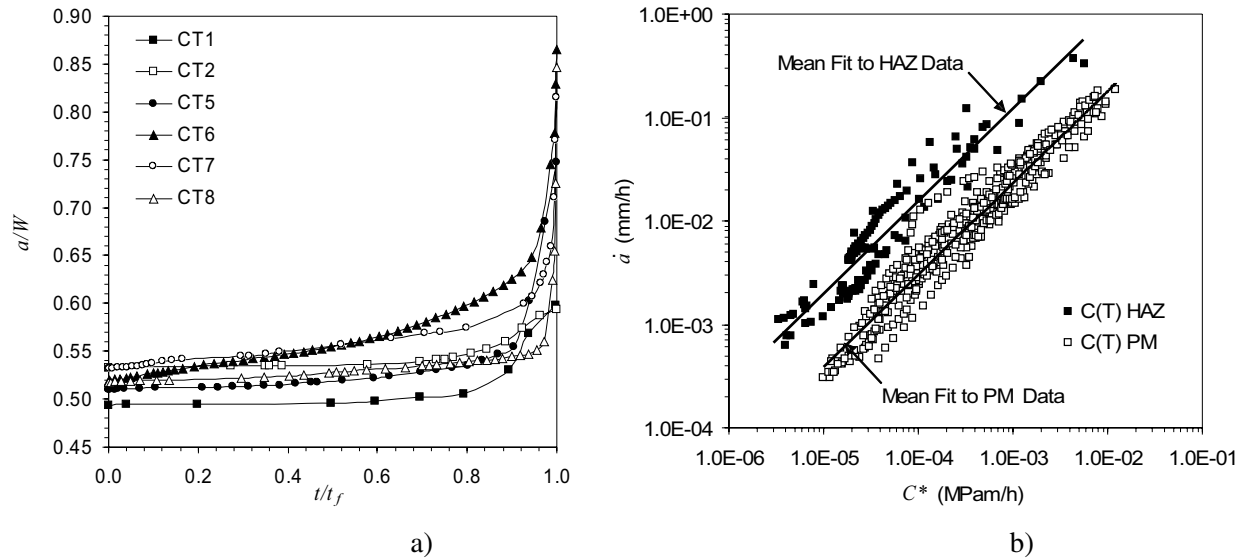 0.90
0.85
0.80
0.75
0.70
0.65
0.60
0.55
0.50
0.45
a/W
CT1
CT2
CT5
CT6
CT7
CT8
0.0 0.2 0.4 0.6 0.8 1.0
t/t_f
a)
1.0E+00
1.0E-01
1.0E-02
1.0E-03
1.0E-04
ȧ (mm/h)
Mean Fit to HAZ Data
C(T) HAZ
C(T) PM
Mean Fit to PM Data
1.0E-06 1.0E-05 1.0E-04 1.0E-03 1.0E-02 1.0E-01
C* (MPam/h)
b)